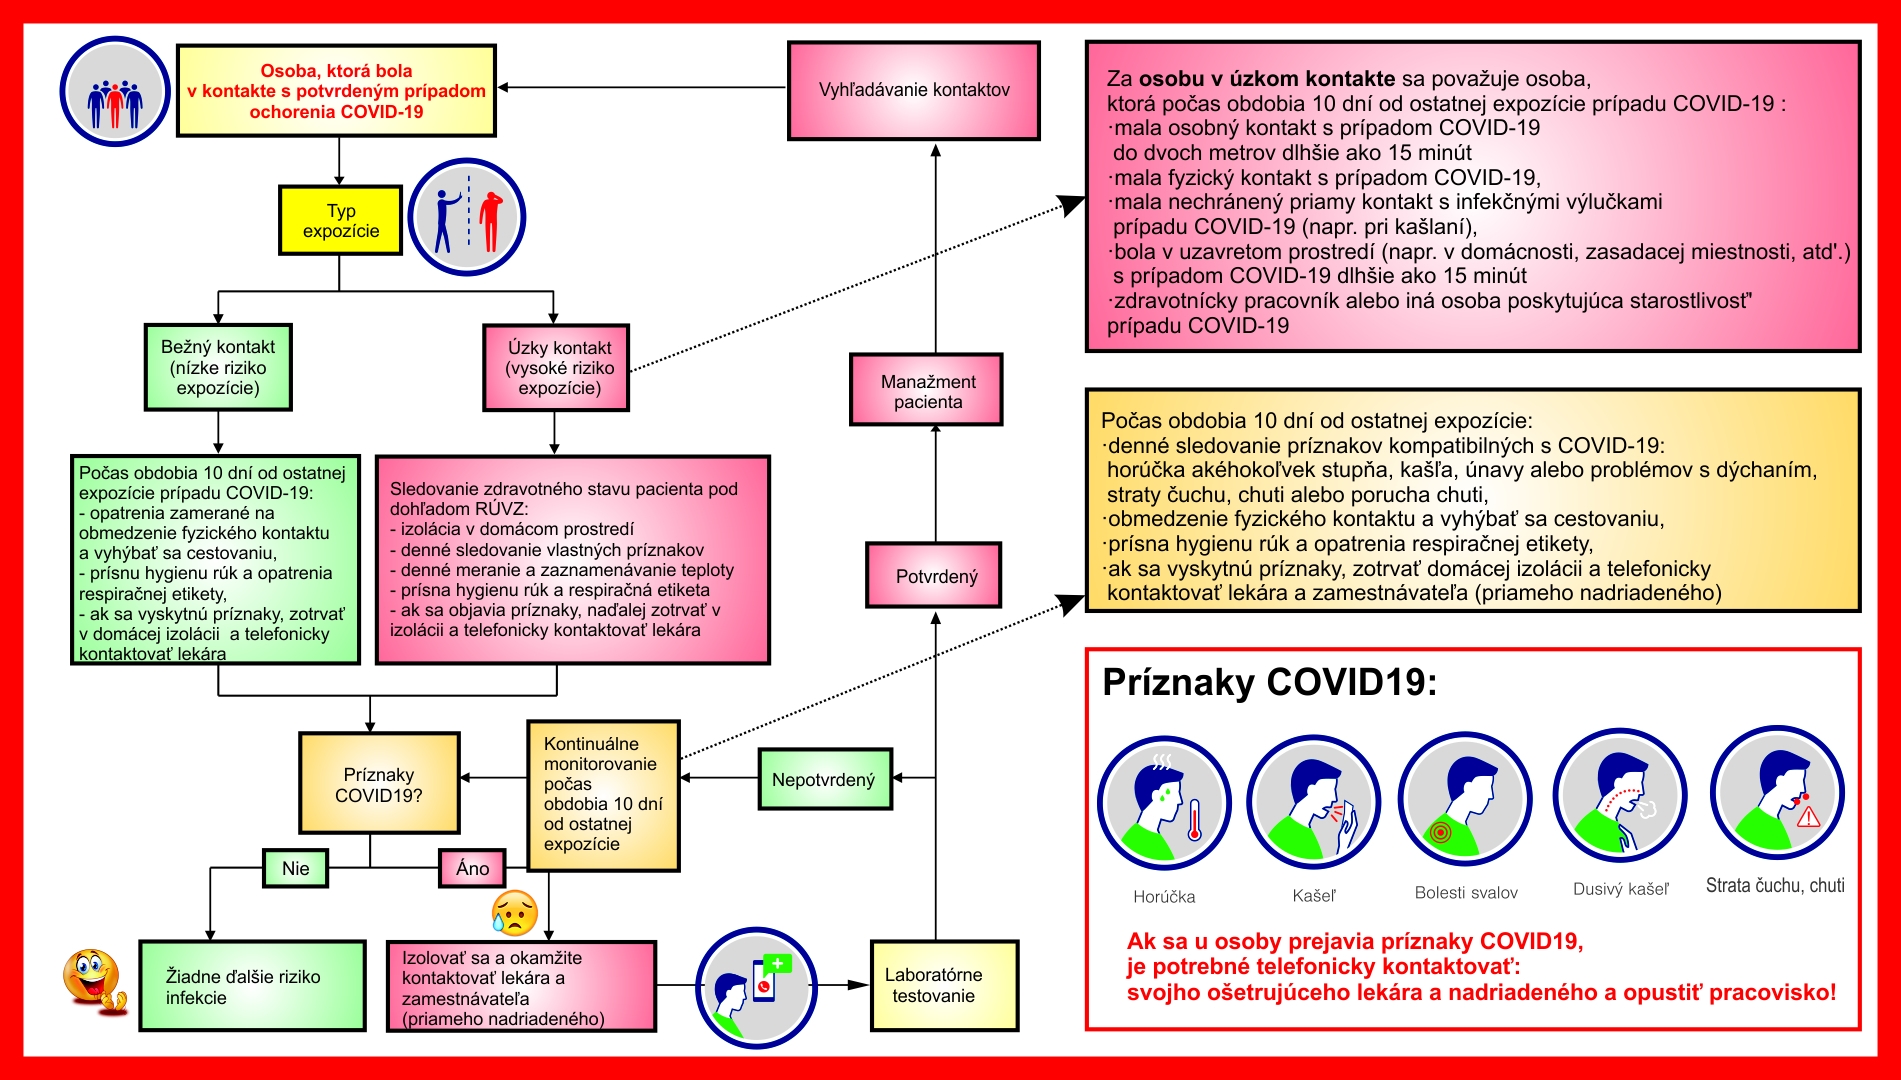 Osoba, ktorá bola
v kontakte s potvrdeným prípadom
ochorenia COVID-19
Vyhľadávanie kontaktov
Typ
expozície
Bežný kontakt
(nízke riziko
expozície)
Úzky kontakt
(vysoké riziko
expozície)
Manažment
pacienta
Počas obdobia 10 dní od ostatnej
expozície prípadu COVID-19:
- opatrenia zamerané na
obmedzenie fyzického kontaktu
a vyhýbať sa cestovaniu,
- prísnu hygienu rúk a opatrenia
respiračnej etikety,
- ak sa vyskytnú príznaky, zotrvať
v domácej izolácii  a telefonicky
kontaktovať lekára
Sledovanie zdravotného stavu pacienta pod
dohľadom RÚVZ:
- izolácia v domácom prostredí
- denné sledovanie vlastných príznakov
- denné meranie a zaznamenávanie teploty
- prísna hygienu rúk a respiračná etiketa
- ak sa objavia príznaky, naďalej zotrvať v
izolácii a telefonicky kontaktovať lekára
Potvrdený
Príznaky
COVID19?
Kontinuálne
monitorovanie
počas
obdobia 10 dní
od ostatnej
expozície
Nepotvrdený
Nie
Áno
Žiadne ďalšie riziko
infekcie
Izolovať sa a okamžite
kontaktovať lekára a
zamestnávateľa
(priameho nadriadeného)
Laboratórne
testovanie
Za osobu v úzkom kontakte sa považuje osoba,
ktorá počas obdobia 10 dní od ostatnej expozície prípadu COVID-19 :
·mala osobný kontakt s prípadom COVID-19
do dvoch metrov dlhšie ako 15 minút
·mala fyzický kontakt s prípadom COVID-19,
·mala nechránený priamy kontakt s infekčnými výlučkami
prípadu COVID-19 (napr. pri kašlaní),
·bola v uzavretom prostredí (napr. v domácnosti, zasadacej miestnosti, atd'.)
s prípadom COVID-19 dlhšie ako 15 minút
·zdravotnícky pracovník alebo iná osoba poskytujúca starostlivosť'
prípadu COVID-19
Počas obdobia 10 dní od ostatnej expozície:
·denné sledovanie príznakov kompatibilných s COVID-19:
horúčka akéhokoľvek stupňa, kašľa, únavy alebo problémov s dýchaním,
straty čuchu, chuti alebo porucha chuti,
·obmedzenie fyzického kontaktu a vyhýbať sa cestovaniu,
·prísna hygienu rúk a opatrenia respiračnej etikety,
·ak sa vyskytnú príznaky, zotrvať domácej izolácii a telefonicky
kontaktovať lekára a zamestnávateľa (priameho nadriadeného)
Príznaky COVID19:
Horúčka
Kašeľ
Bolesti svalov
Dusivý kašeľ
Strata čuchu, chuti
Ak sa u osoby prejavia príznaky COVID19,
je potrebné telefonicky kontaktovať:
svojho ošetrujúceho lekára a nadriadeného a opustiť pracovisko!